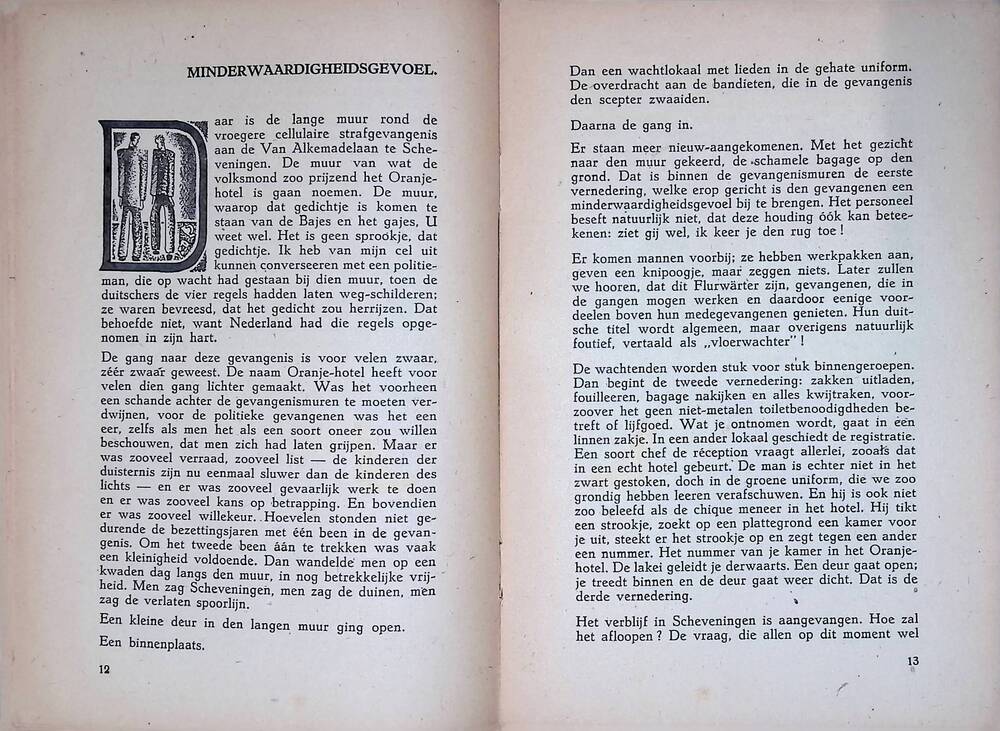 MINDERWAARDIGHEIDSGEVOEL.
Daar is de lange muur rond de
vroegere cellulaire strafgevangenis
aan de Van Alkemadelaan te Sche-
veningen. De muur van wat de
volksmond zoo prijzend het Oranje-
hotel is gaan noemen. De muur,
waarop dat gedichtje is komen te
staan van de Bajes en het gajes, U
weet wel. Het is geen sprookje, dat
gedichtje. Ik heb van mijn cel uit
kunnen converseeren met een politie-
man, die op wacht had gestaan bij dien muur, toen de
duitschers de vier regels hadden laten weg-schilderen;
ze waren bevreesd, dat het gedicht zou herrijzen. Dat
behoefde niet, want Nederland had die regels opge-
nomen in zijn hart.
De gang naar deze gevangenis is voor velen zwaar,
zéér zwaar geweest. De naam Oranje-hotel heeft voor
velen dien gang lichter gemaakt. Was het voorheen
een schande achter de gevangenismuren te moeten ver-
dwijnen, voor de politieke gevangenen was het een
eer, zelfs als men het als een soort oneer zou willen
beschouwen, dat men zich had laten grijpen. Maar er
was zooveel verraad, zooveel list — de kinderen der
duisternis zijn nu eenmaal sluwer dan de kinderen des
lichts — en er was zooveel gevaarlijk werk te doen
en er was zooveel kans op betrapping. En bovendien
er was zooveel willekeur. Hoevelen stonden niet ge-
durende de bezettingsjaren met één been in de gevan-
genis. Om het tweede been áán te trekken was vaak
een kleinigheid voldoende. Dan wandelde men op een
kwaden dag langs den muur, in nog betrekkelijke vrij-
heid. Men zag Scheveningen, men zag de duinen, men
zag de verlaten spoorlijn.
Een kleine deur in den langen muur ging open.
Een binnenplaats.
12
Dan een wachtlokaal met lieden in de gehate uniform.
De overdracht aan de bandieten, die in de gevangenis
den scepter zwaaiden.
Daarna de gang in.
Er staan meer nieuw-aangekomenen. Met het gezicht
naar den muur gekeerd, de schamele bagage op den
grond. Dat is binnen de gevangenismuren de eerste
vernedering, welke erop gericht is den gevangenen een
minderwaardigheidsgevoel bij te brengen. Het personeel
beseft natuurlijk niet, dat deze houding óók kan betee-
kenen: ziet gij wel, ik keer je den rug toe !
Er komen mannen voorbij; ze hebben werkpakken aan,
geven een knipoogje, maar zeggen niets. Later zullen
we hooren, dat dit Flurwärter zijn, gevangenen, die in
de gangen mogen werken en daardoor eenige voor-
deelen boven hun medegevangenen genieten. Hun duit-
sche titel wordt algemeen, maar overigens natuurlijk
foutief, vertaald als „vloerwachter" !
De wachtenden worden stuk voor stuk binnengeroepen.
Dan begint de tweede vernedering: zakken uitladen,
fouilleeren, bagage nakijken en alles kwijtraken, voor-
zoover het geen niet-metalen toiletbenoodigdheden be-
treft of lijfgoed. Wat je ontnomen wordt, gaat in een
linnen zakje. In een ander lokaal geschiedt de registratie.
Een soort chef de réception vraagt allerlei, zooals dat
in een echt hotel gebeurt. De man is echter niet in het
zwart gestoken, doch in de groene uniform, die we zoo
grondig hebben leeren verafschuwen. En hij is ook niet
zoo beleefd als de chique meneer in het hotel. Hij tikt
een strookje, zoekt op een plattegrond een kamer voor
je uit, steekt er het strookje op en zegt tegen een ander
een nummer. Het nummer van je kamer in het Oranje-
hotel. De lakei geleidt je derwaarts. Een deur gaat open;
je treedt binnen en de deur gaat weer dicht. Dat is de
derde vernedering.
Het verblijf in Scheveningen is aangevangen. Hoe zal
het afloopen ? De vraag, die allen op dit moment wel
13